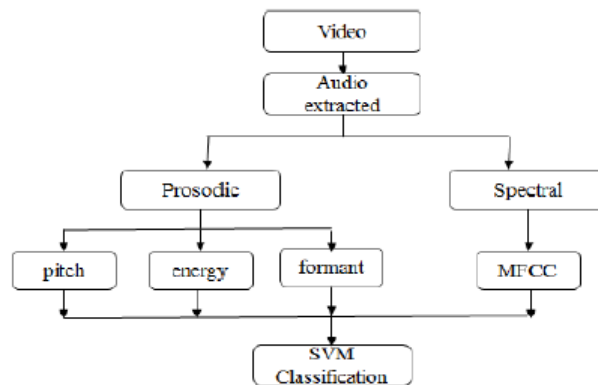 Video
Audio
extracted
Prosodic
Spectral
pitch
energy
formant
MFCC
SVM
Classification